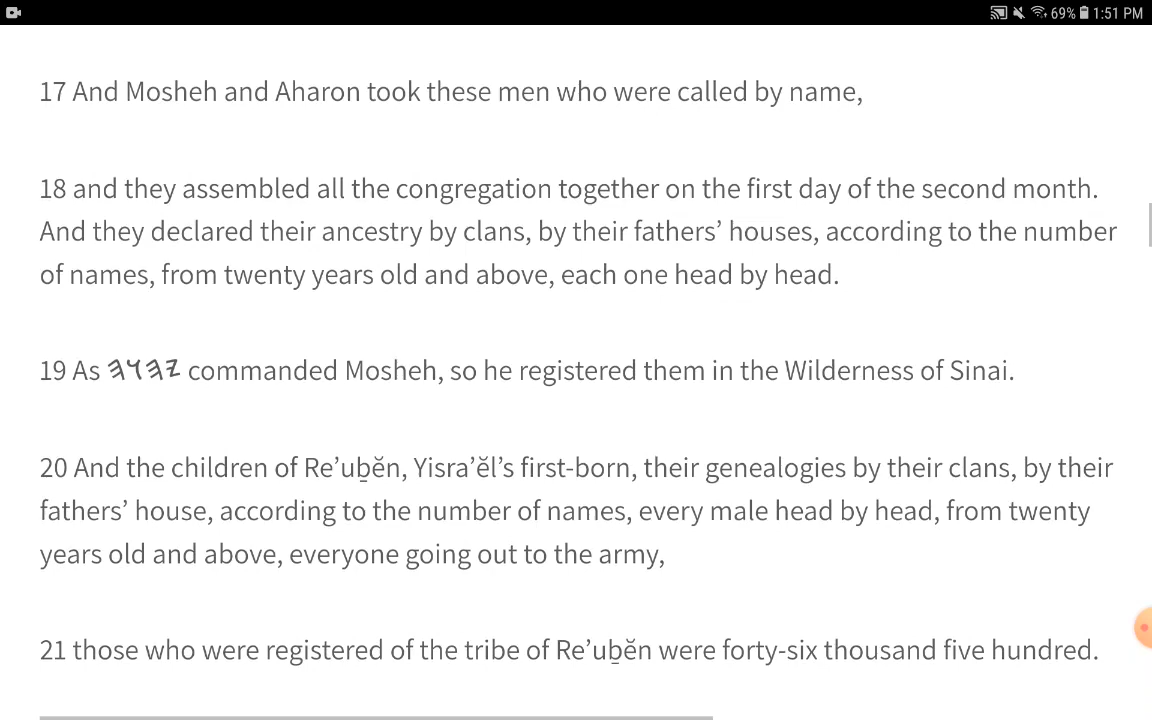 69% 1:51 PM
17 And Mosheh and Aharon took these men who were called by name,
18 and they assembled all the congregation together on the first day of the second month.
And they declared their ancestry by clans, by their fathers’ houses, according to the number
of names, from twenty years old and above, each one head by head.
19 As 𐤉𐤄𐤅𐤄 commanded Mosheh, so he registered them in the Wilderness of Sinai.
20 And the children of Re’uḇĕn, Yisra’ĕl’s first-born, their genealogies by their clans, by their
fathers’ house, according to the number of names, every male head by head, from twenty
years old and above, everyone going out to the army,
21 those who were registered of the tribe of Re’uḇĕn were forty-six thousand five hundred.